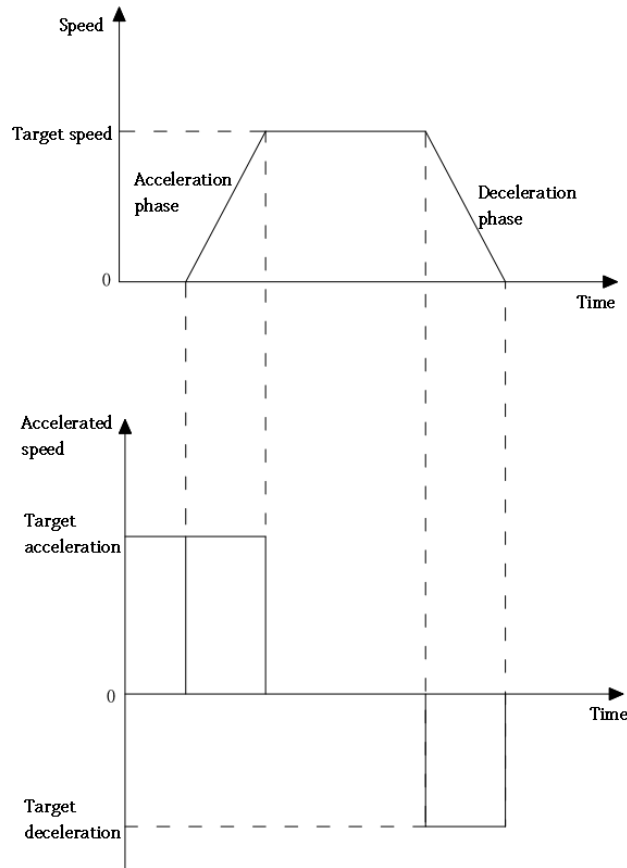 Speed
Target speed
Acceleration
phase
Deceleration
phase
0
Time
Accelerated
speed
Target
acceleration
0
Time
Target
deceleration